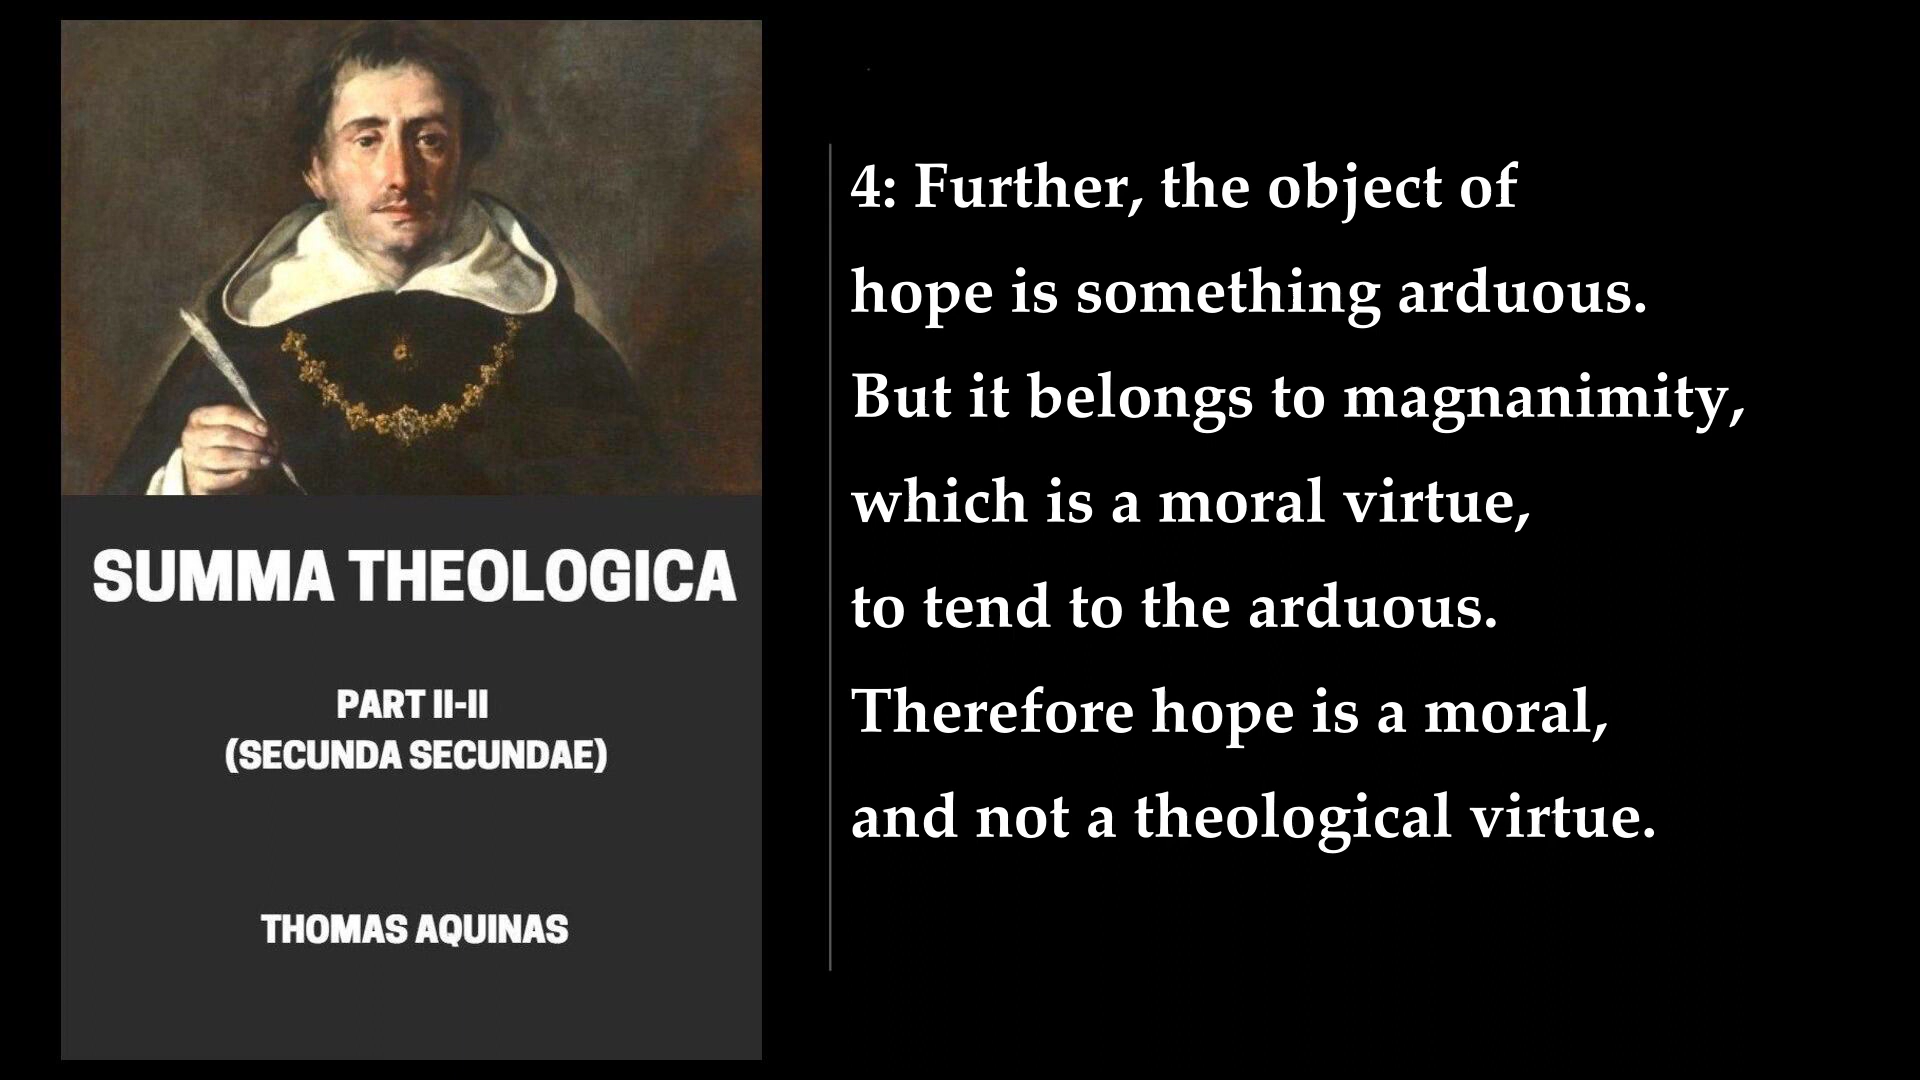 SUMMA THEOLOGICA
PART II-II
(SECUNDA SECUNDAE)
THOMAS AQUINAS
4: Further, the object of
hope is something arduous.
But it belongs to magnanimity,
which is a moral virtue,
to tend to the arduous.
Therefore hope is a moral,
and not a theological virtue.